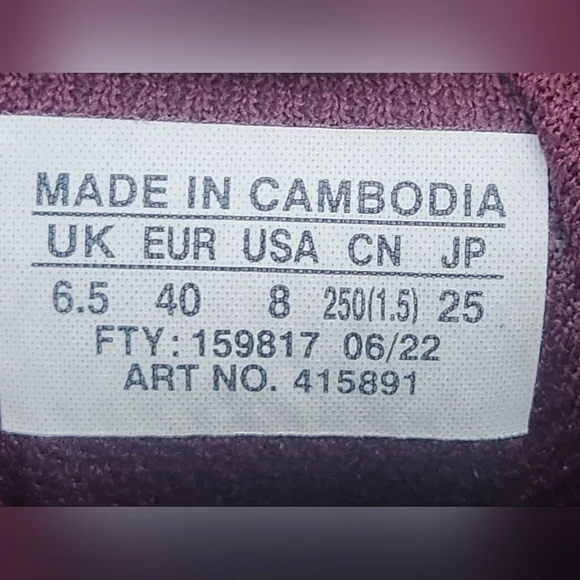 MADE IN CAMBODIA
UK EUR USA CN JP
6.5 40 8 250(1.5) 25
FTY: 159817 06/22
ART NO. 415891